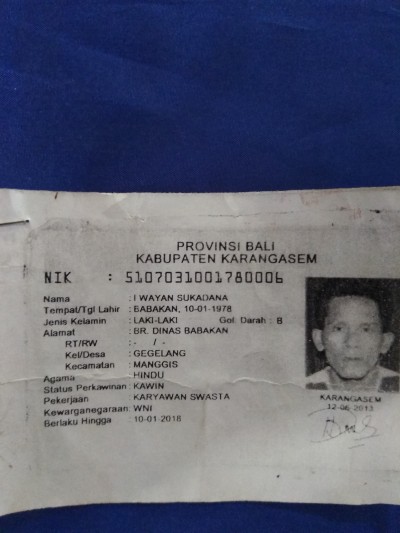 PROVINSI BALI
KABUPATEN KARANGASEM
NIK : 5107031001780006
Nama : I WAYAN SUKADANA
Tempat/Tgl Lahir : BABAKAN, 10-01-1978
Jenis Kelamin : LAKI-LAKI Gol. Darah : B
Alamat : BR. DINAS BABAKAN
RT/RW : - / -
Kel/Desa : GEGELANG
Kecamatan : MANGGIS
Agama : HINDU
Status Perkawinan : KAWIN
Pekerjaan : KARYAWAN SWASTA
Kewarganegaraan : WNI
Berlaku Hingga : 10-01-2018
KARANGASEM
12-06-2013